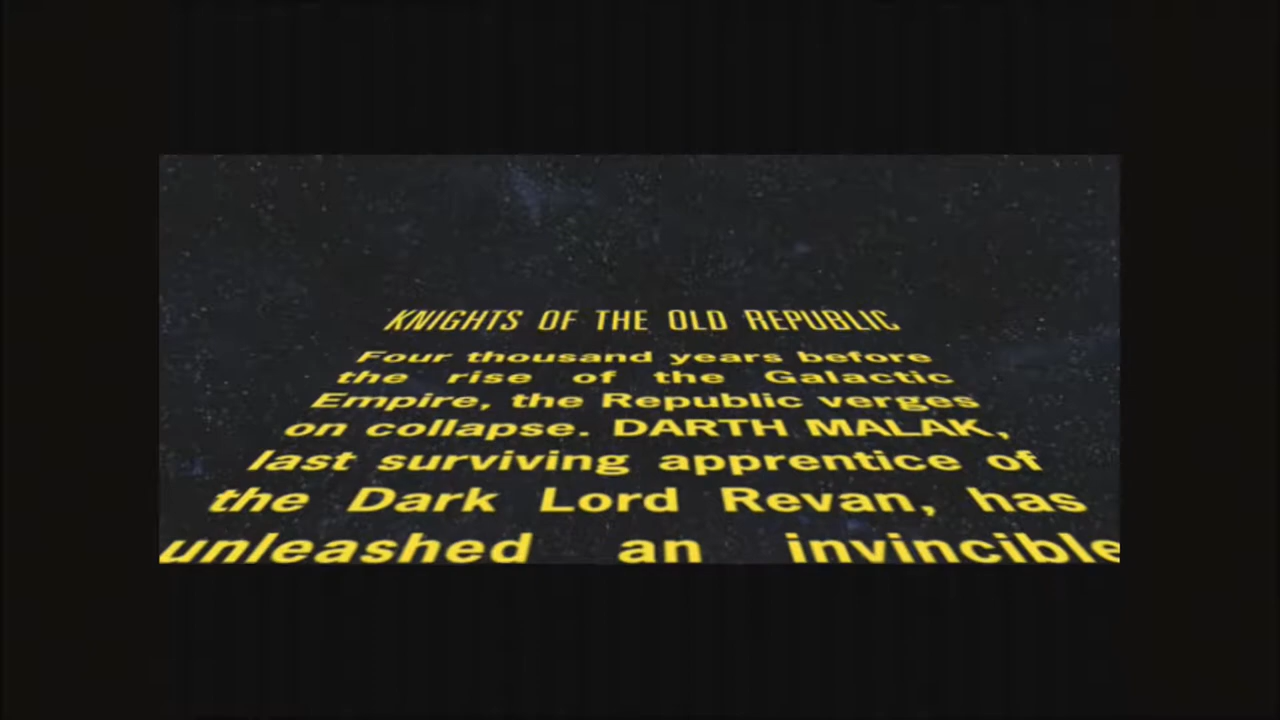 KNIGHTS OF THE OLD REPUBLIC
Four thousand years before
the rise of the Galactic
Empire, the Republic verges
on collapse. DARTH MALAK,
last surviving apprentice of
the Dark Lord Revan, has
unleashed an invincible